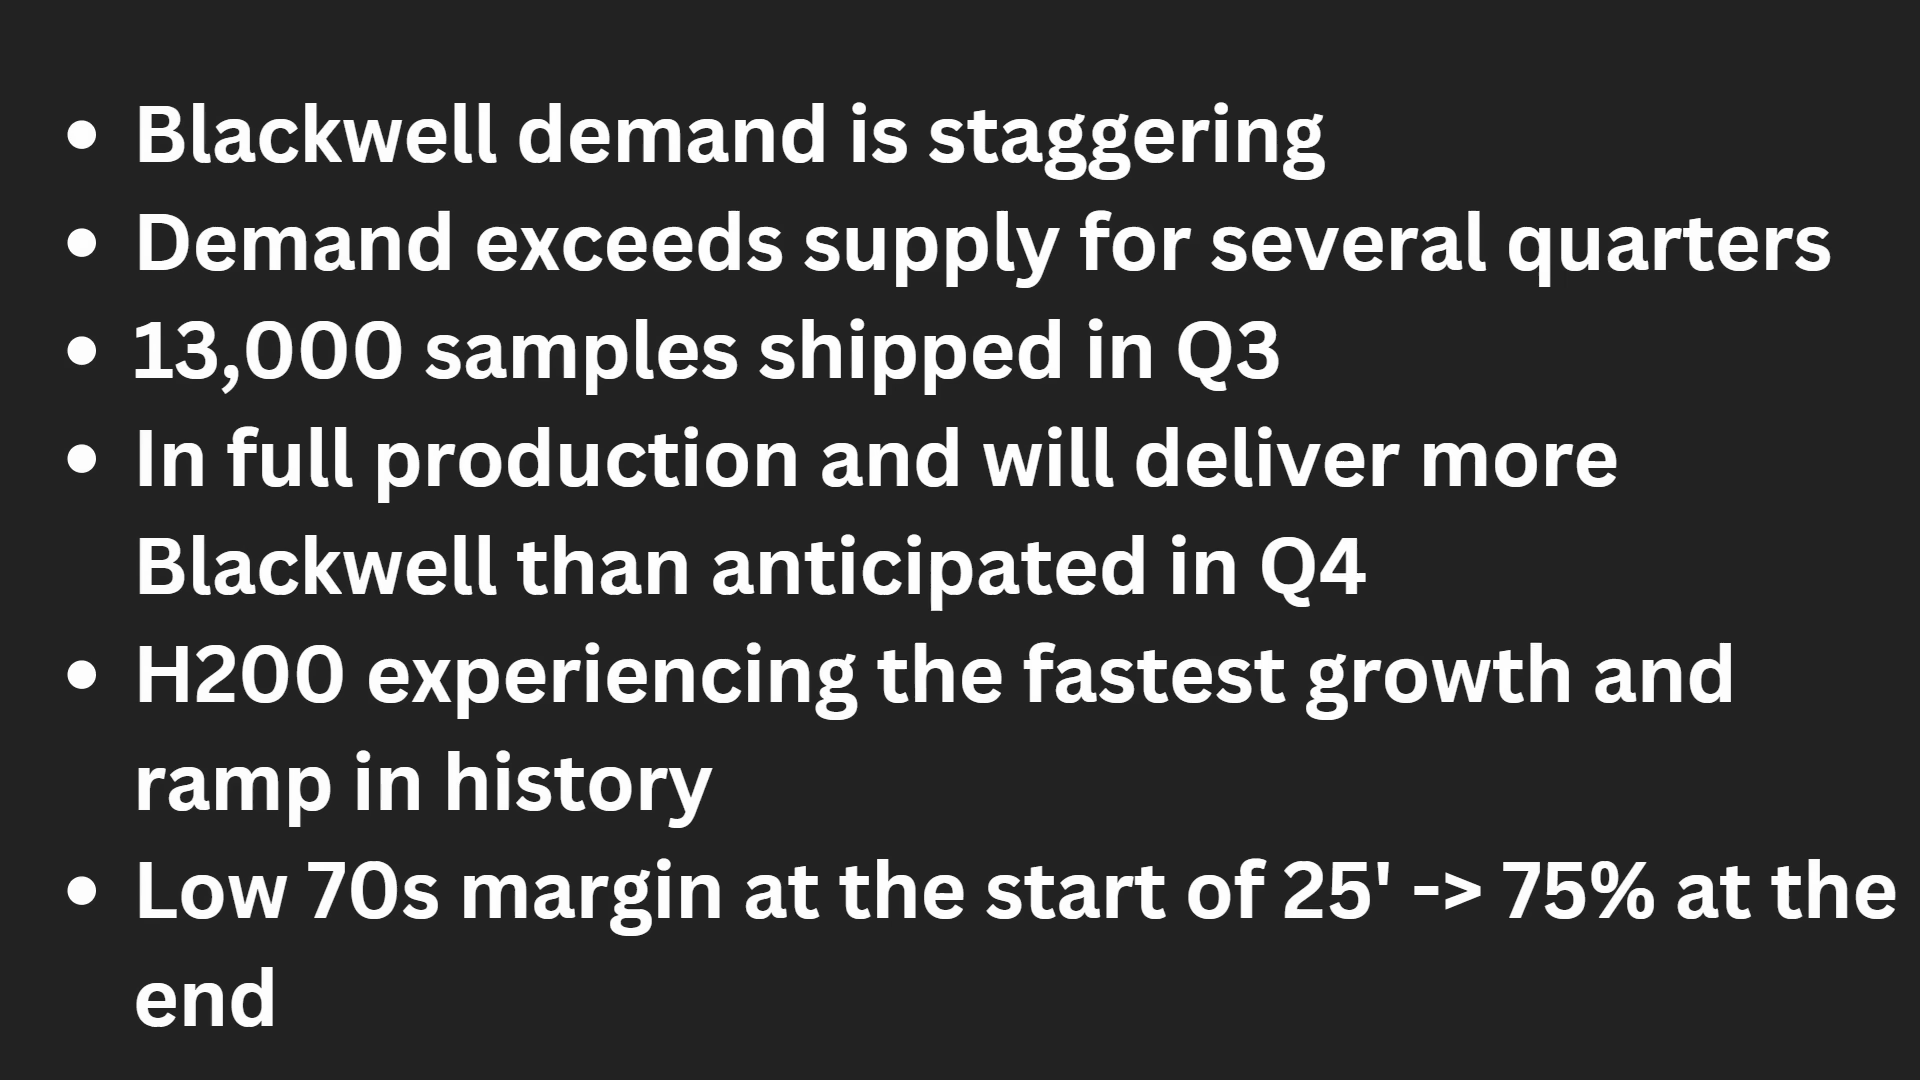 • Blackwell demand is staggering
• Demand exceeds supply for several quarters
• 13,000 samples shipped in Q3
• In full production and will deliver more
Blackwell than anticipated in Q4
• H200 experiencing the fastest growth and
ramp in history
• Low 70s margin at the start of 25' -> 75% at the
end